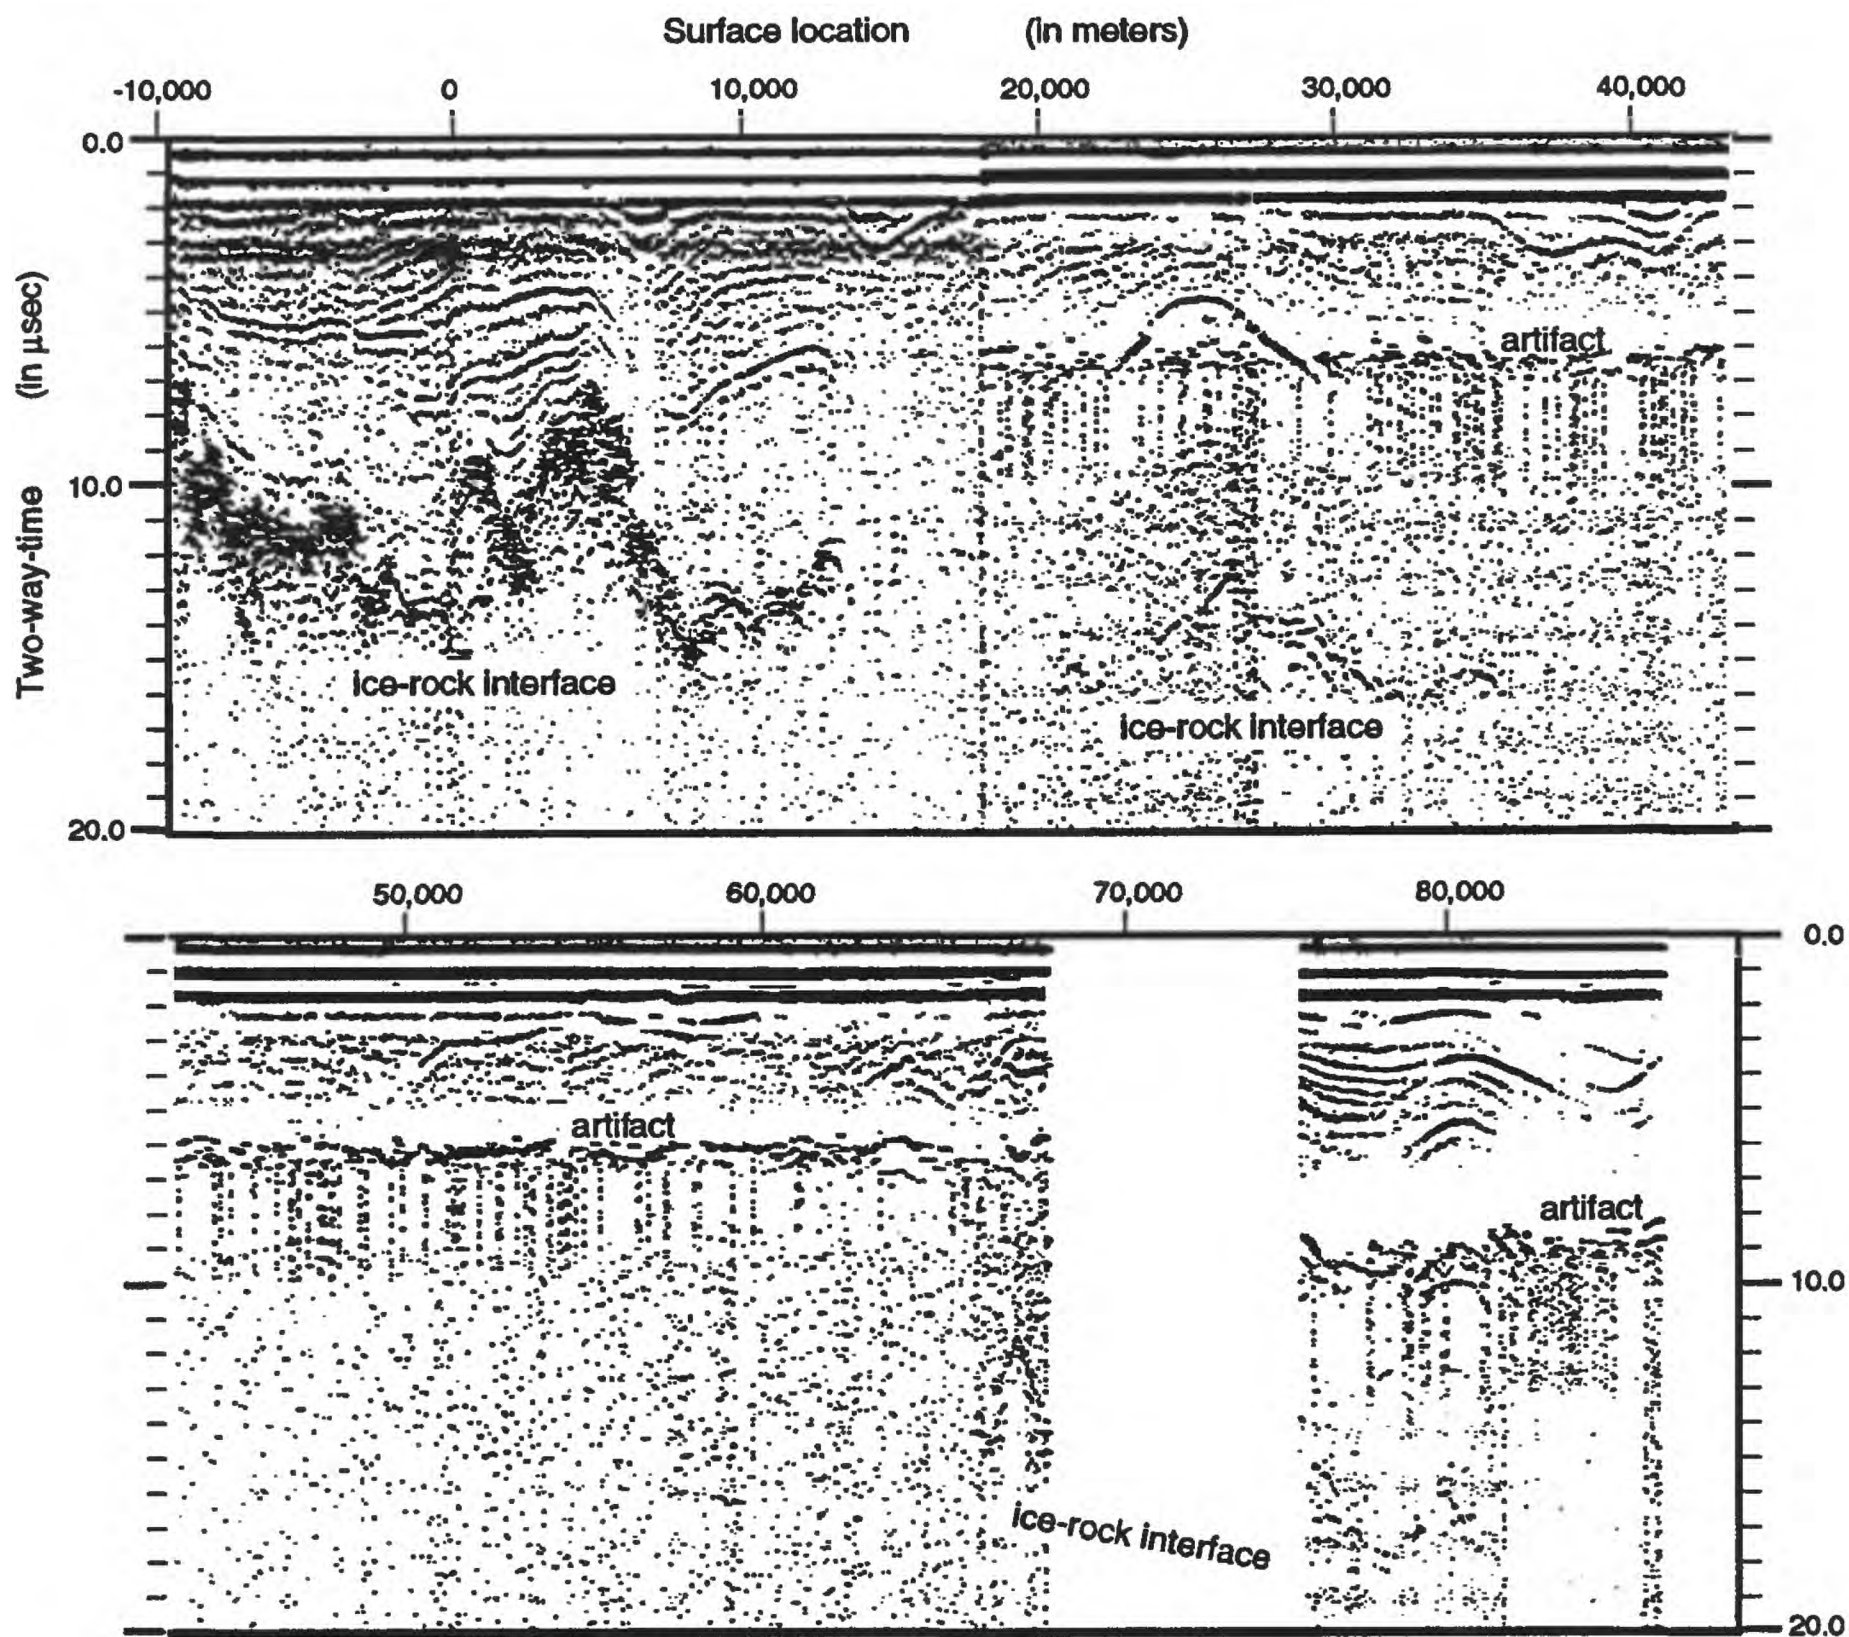 Surface location (in meters)
-10,000 0 10,000 20,000 30,000 40,000
0.0
artifact
Two-way-time (in μsec)
10.0
ice-rock interface
ice-rock interface
20.0
50,000 60,000 70,000 80,000
0.0
artifact
artifact
10.0
ice-rock interface
20.0